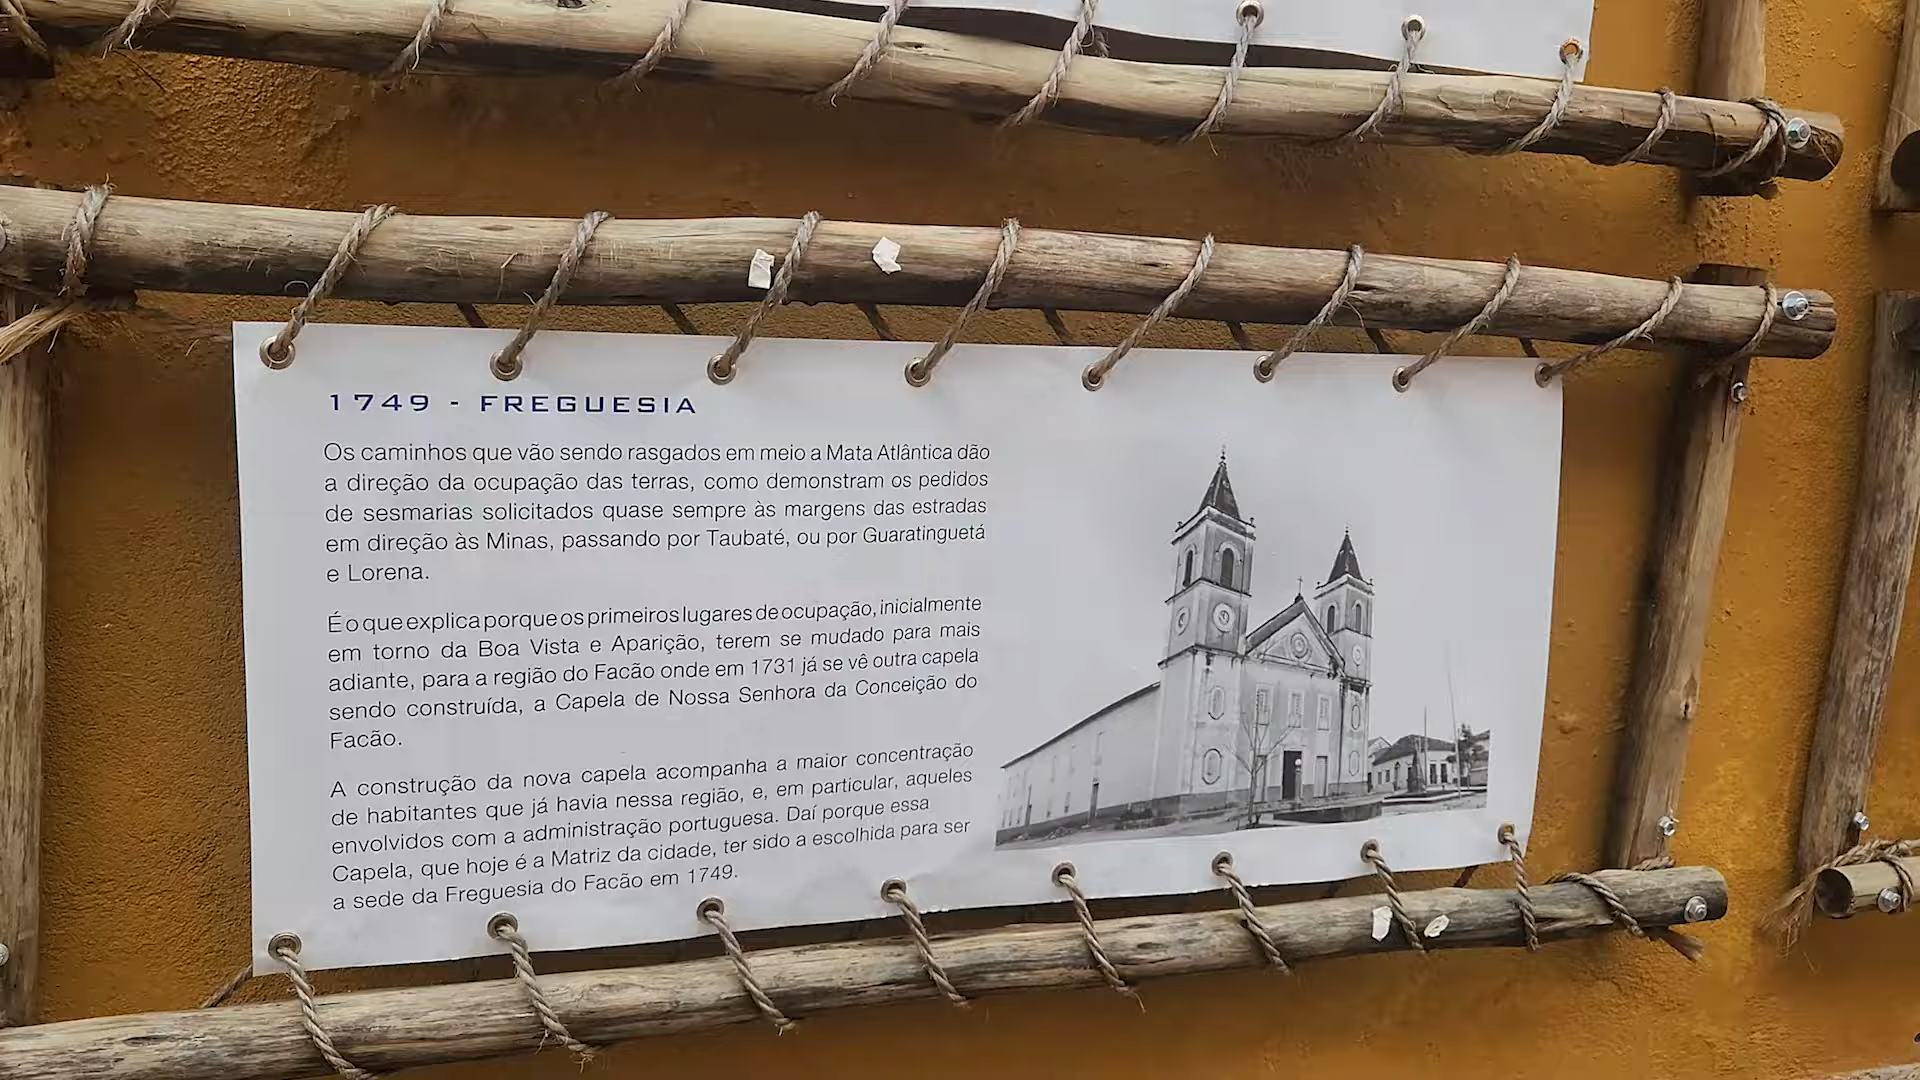 1749 - FREGUESIA
Os caminhos que vão sendo rasgados em meio a Mata Atlântica dão
a direção da ocupação das terras, como demonstram os pedidos
de sesmarias solicitados quase sempre às margens das estradas
em direção às Minas, passando por Taubaté, ou por Guaratinguetá
e Lorena.
É o que explica porque os primeiros lugares de ocupação, inicialmente
em torno da Boa Vista e Aparição, terem se mudado para mais
adiante, para a região do Facão onde em 1731 já se vê outra capela
sendo construída, a Capela de Nossa Senhora da Conceição do
Facão.
A construção da nova capela acompanha a maior concentração
de habitantes que já havia nessa região, e, em particular, aqueles
envolvidos com a administração portuguesa. Daí porque essa
Capela, que hoje é a Matriz da cidade, ter sido a escolhida para ser
a sede da Freguesia do Facão em 1749.